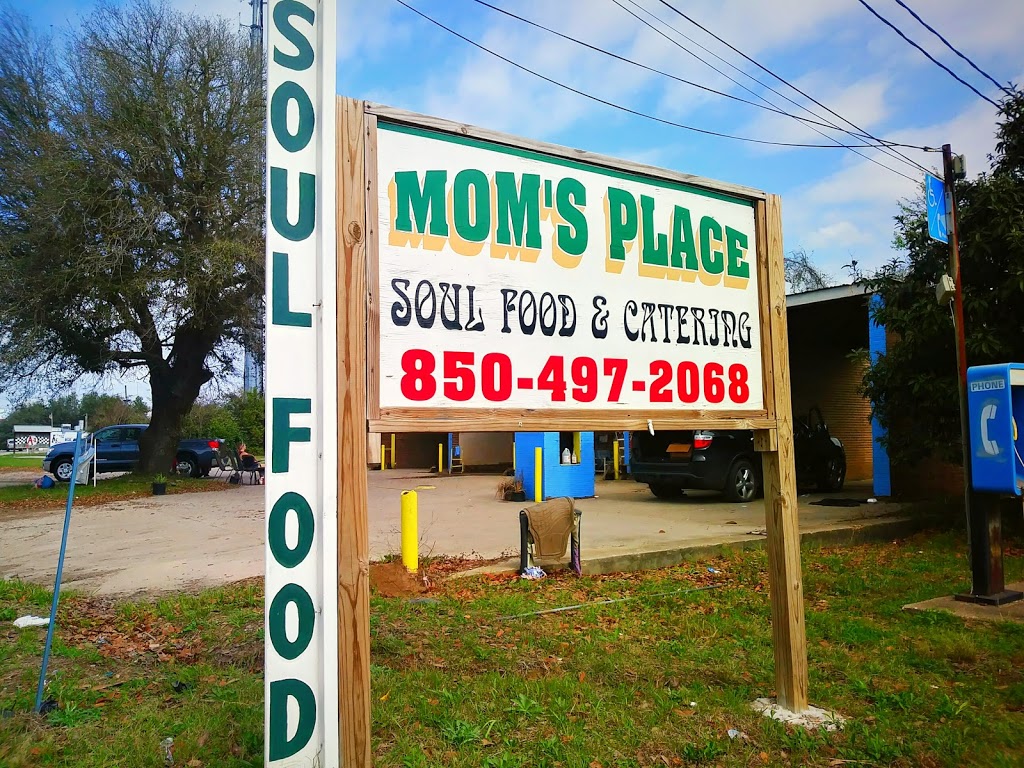 SOUL FOOD
MOM'S PLACE
SOUL FOOD & CATERING
850-497-2068
PHONE